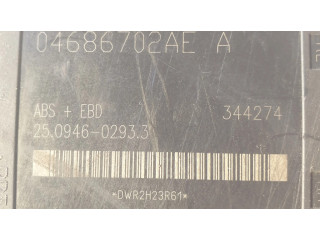 04686702AE A
ABS + EBD 344274
25.0946-0293.3
*DWR2H23R61*